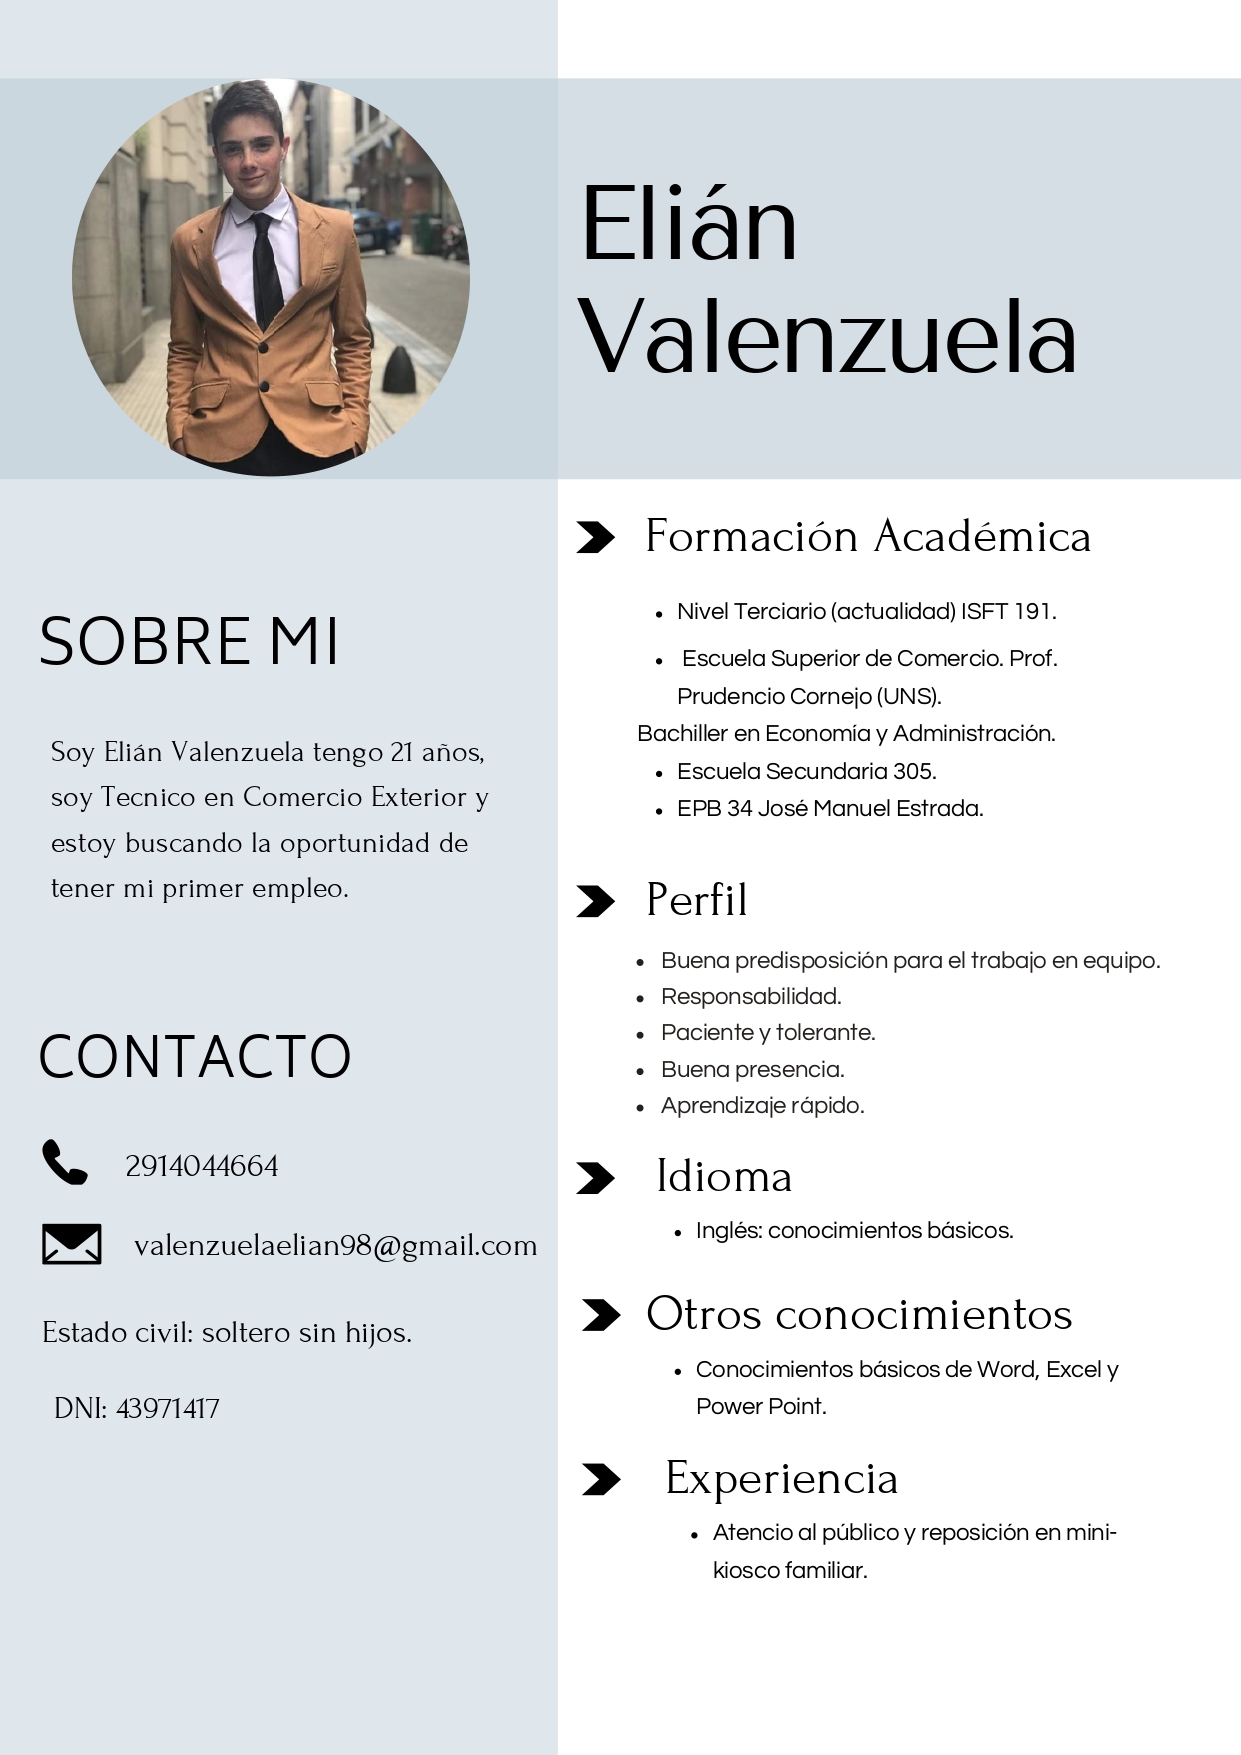 Elián
Valenzuela
SOBRE MI
Soy Elián Valenzuela tengo 21 años,
soy Tecnico en Comercio Exterior y
estoy buscando la oportunidad de
tener mi primer empleo.
CONTACTO
2914044664
valenzuelaelian98@gmail.com
Estado civil: soltero sin hijos.
DNI: 43971417
Formación Académica
• Nivel Terciario (actualidad) ISFT 191.
• Escuela Superior de Comercio. Prof.
Prudencio Cornejo (UNS).
Bachiller en Economía y Administración.
• Escuela Secundaria 305.
• EPB 34 José Manuel Estrada.
Perfil
• Buena predisposición para el trabajo en equipo.
• Responsabilidad.
• Paciente y tolerante.
• Buena presencia.
• Aprendizaje rápido.
Idioma
• Inglés: conocimientos básicos.
Otros conocimientos
• Conocimientos básicos de Word, Excel y
Power Point.
Experiencia
• Atencio al público y reposición en mini-
kiosco familiar.